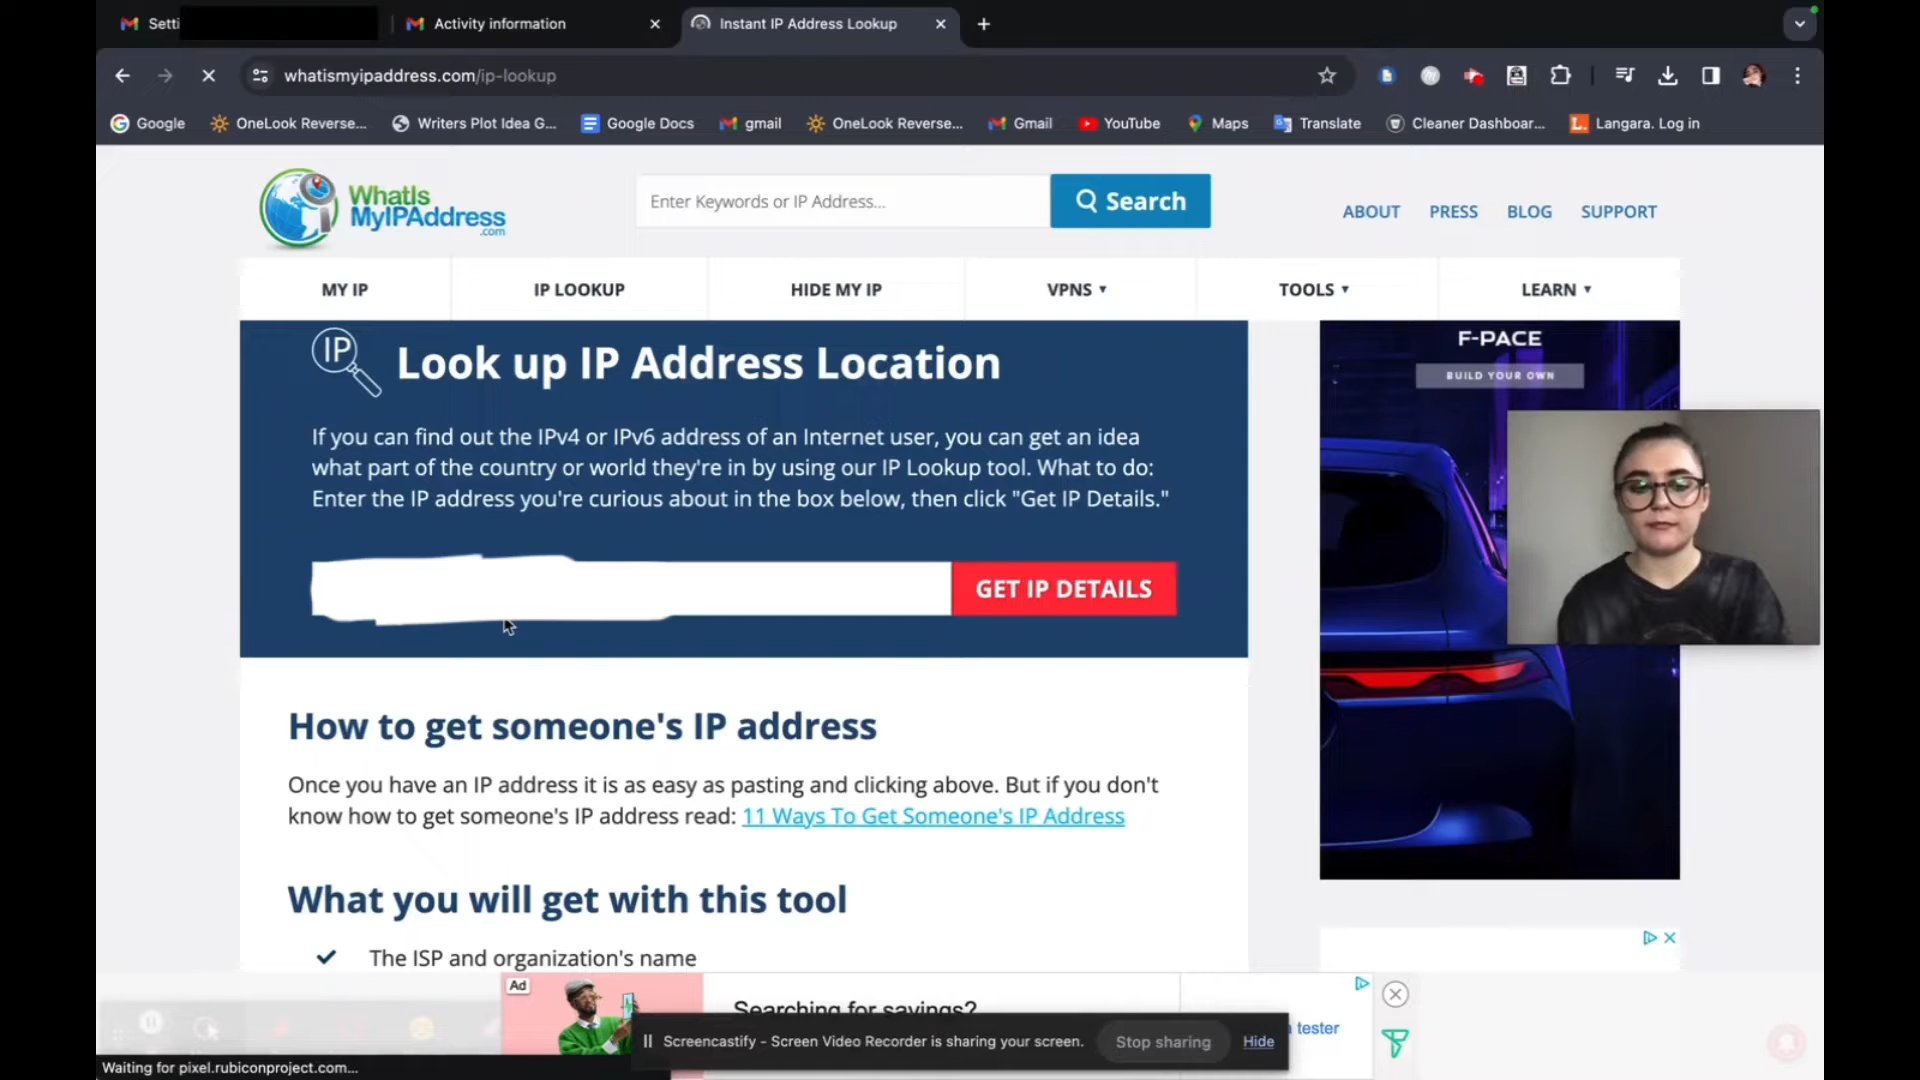 Setti
Activity information
Instant IP Address Lookup
whatismyipaddress.com/ip-lookup
Google
OneLook Reverse...
Writers Plot Idea G...
Google Docs
gmail
OneLook Reverse...
Gmail
YouTube
Maps
Translate
Cleaner Dashboar...
Langara. Log in
WhatIs
MyIPAddress
.com
Enter Keywords or IP Address...
Search
ABOUT
PRESS
BLOG
SUPPORT
MY IP
IP LOOKUP
HIDE MY IP
VPNS
TOOLS
LEARN
IP
Look up IP Address Location
If you can find out the IPv4 or IPv6 address of an Internet user, you can get an idea
what part of the country or world they're in by using our IP Lookup tool. What to do:
Enter the IP address you're curious about in the box below, then click "Get IP Details."
GET IP DETAILS
F-PACE
BUILD YOUR OWN
How to get someone's IP address
Once you have an IP address it is as easy as pasting and clicking above. But if you don't
know how to get someone's IP address read: 11 Ways To Get Someone's IP Address
What you will get with this tool
The ISP and organization's name
Ad
Searching for savings?
tester
Screencastify - Screen Video Recorder is sharing your screen.
Stop sharing
Hide
Waiting for pixel.rubiconproject.com...